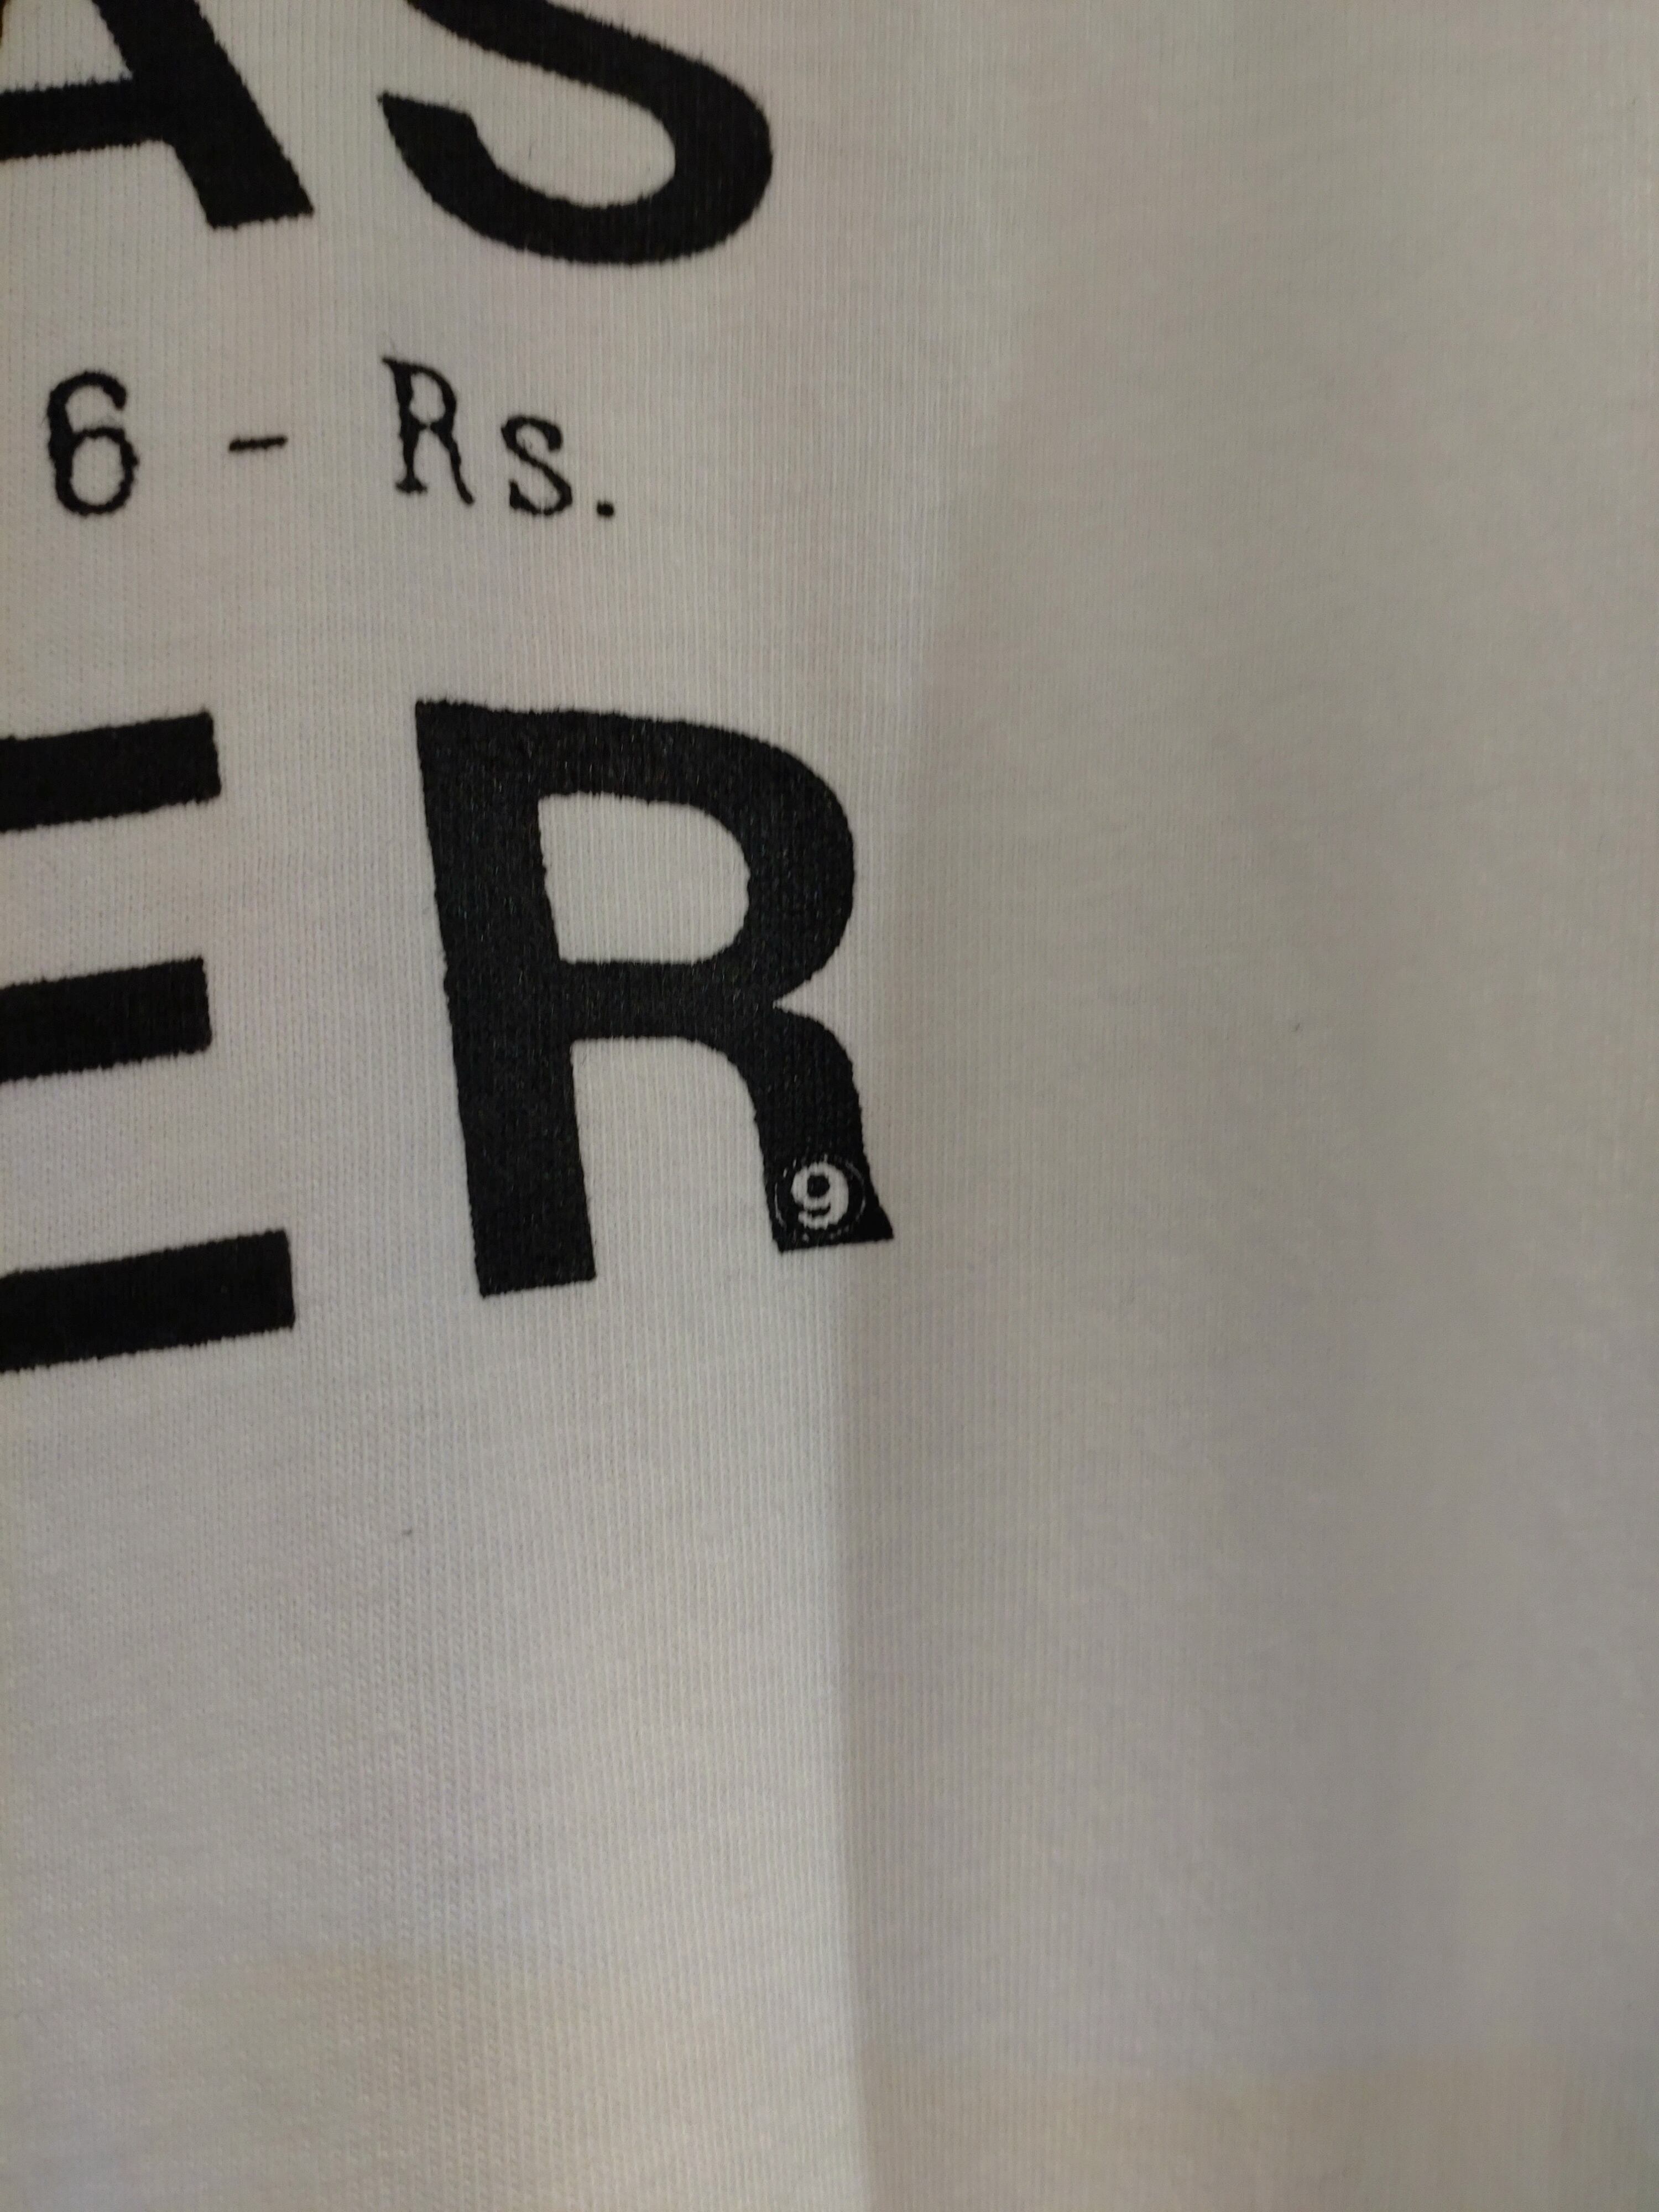 AS
6 - Rs.
ER
9